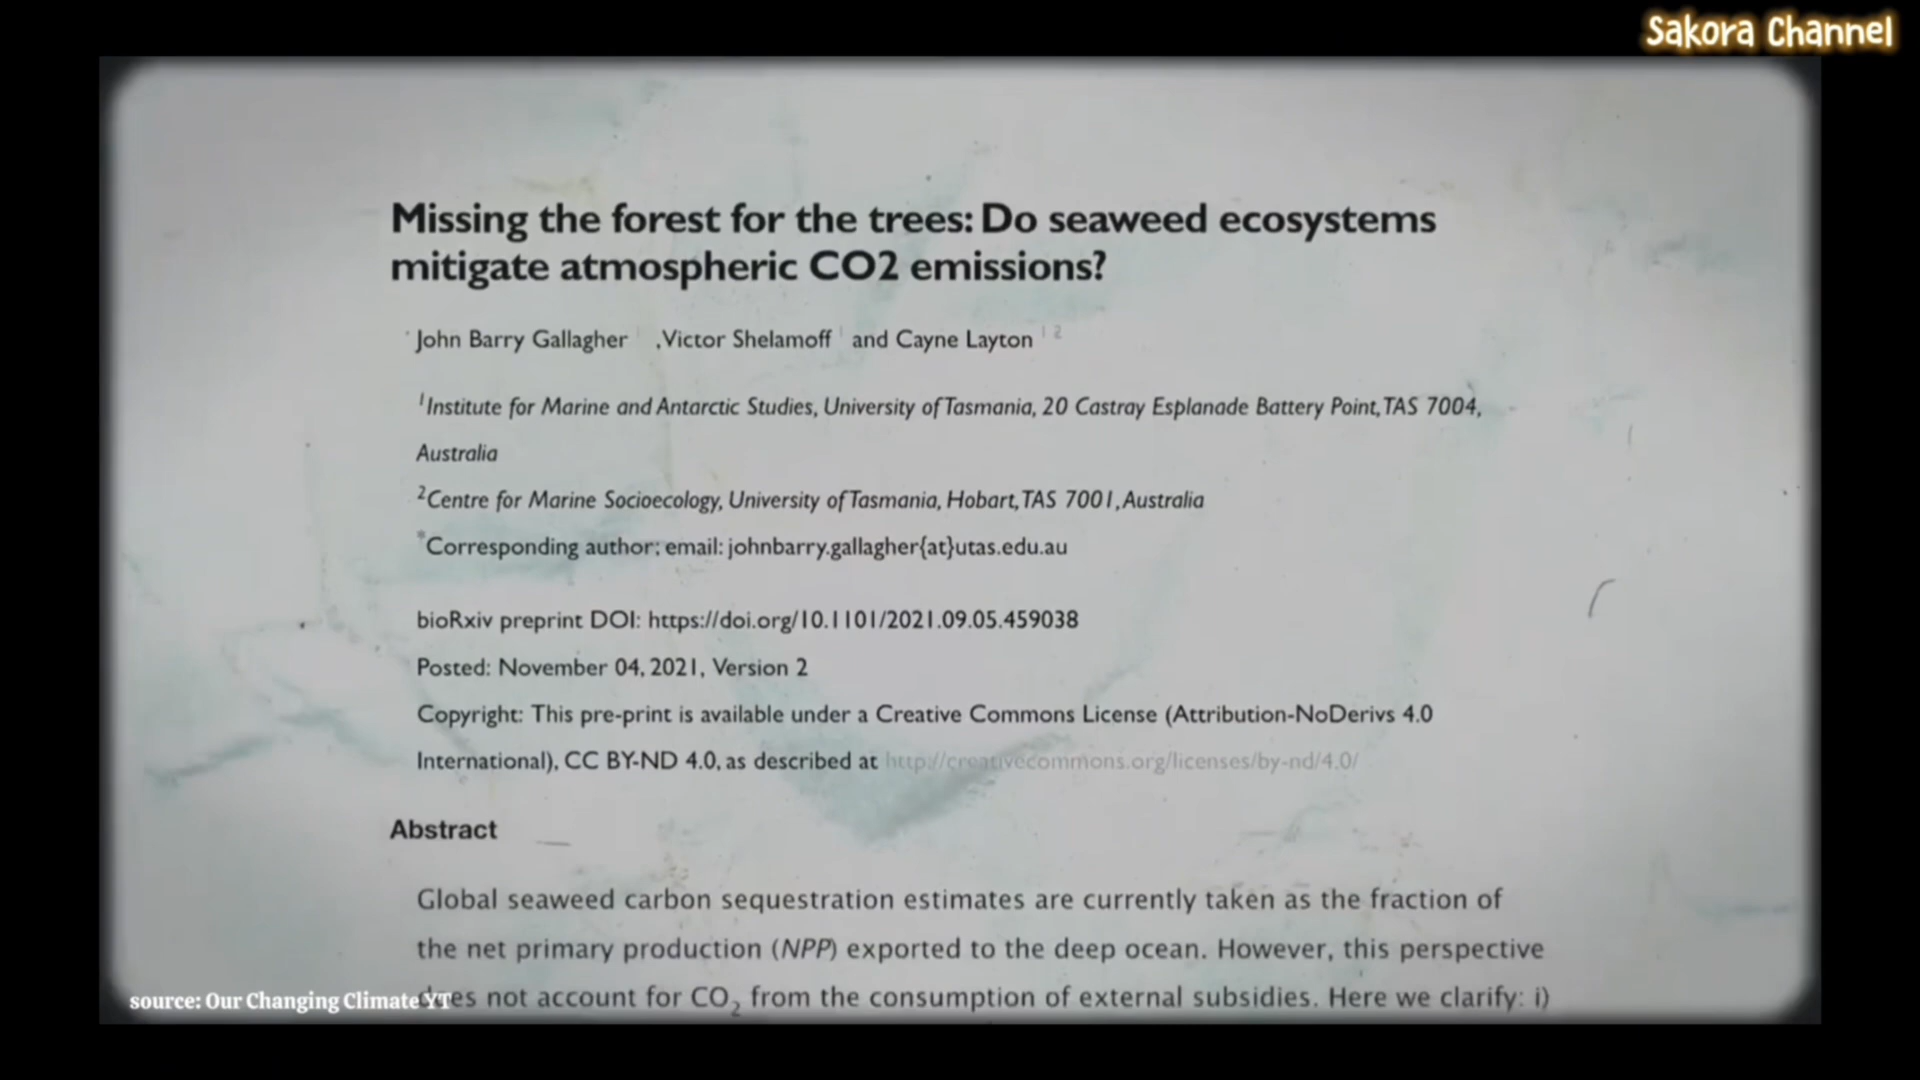 Sakora Channel
Missing the forest for the trees: Do seaweed ecosystems
mitigate atmospheric CO2 emissions?
*John Barry Gallagher 1, Victor Shelamoff 1 and Cayne Layton 1 2
1Institute for Marine and Antarctic Studies, University of Tasmania, 20 Castray Esplanade Battery Point, TAS 7004,
Australia
2Centre for Marine Socioecology, University of Tasmania, Hobart, TAS 7001, Australia
*Corresponding author; email: johnbarry.gallagher{at}utas.edu.au
bioRxiv preprint DOI: https://doi.org/10.1101/2021.09.05.459038
Posted: November 04, 2021, Version 2
Copyright: This pre-print is available under a Creative Commons License (Attribution-NoDerivs 4.0
International), CC BY-ND 4.0, as described at http://creativecommons.org/licenses/by-nd/4.0/
Abstract
Global seaweed carbon sequestration estimates are currently taken as the fraction of
the net primary production (NPP) exported to the deep ocean. However, this perspective
does not account for CO₂ from the consumption of external subsidies. Here we clarify: i)
source: Our Changing Climate YT